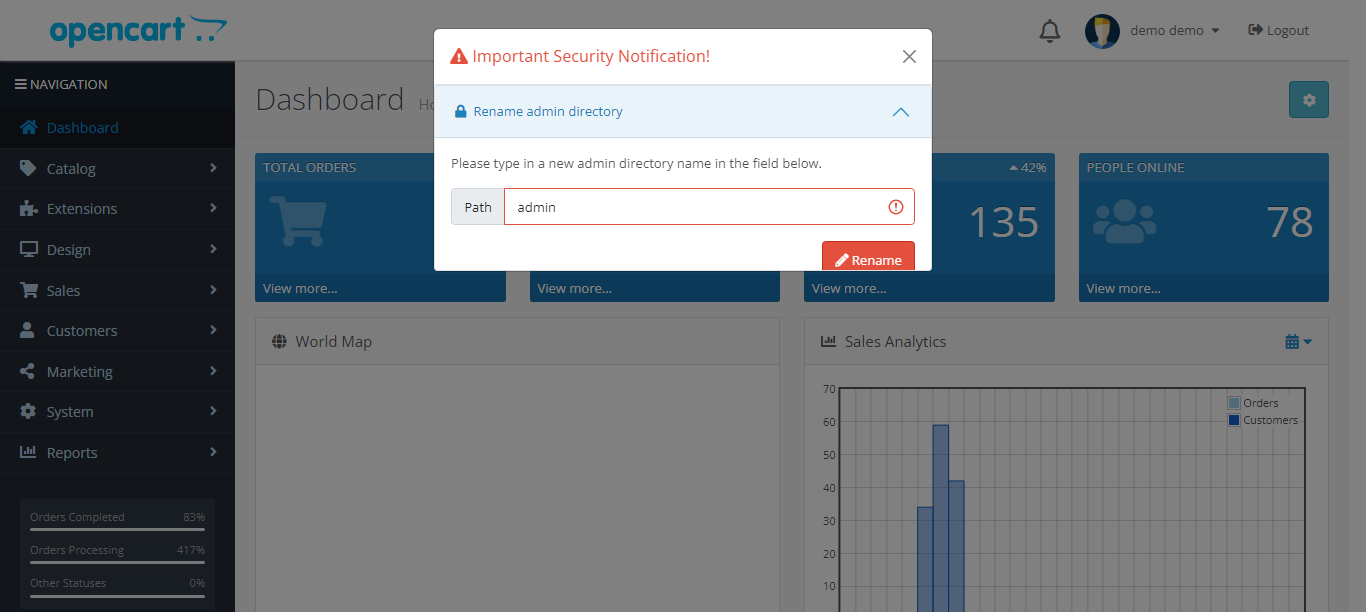 opencart
demo demo
Logout
Important Security Notification!
Rename admin directory
Please type in a new admin directory name in the field below.
Path
admin
Rename
NAVIGATION
Dashboard
Catalog
Extensions
Design
Sales
Customers
Marketing
System
Reports
Orders Completed 83%
Orders Processing 417%
Other Statuses 0%
Dashboard
TOTAL ORDERS
View more...
View more...
42%
135
View more...
PEOPLE ONLINE
78
View more...
World Map
Sales Analytics
70
60
50
40
30
20
10
Orders
Customers